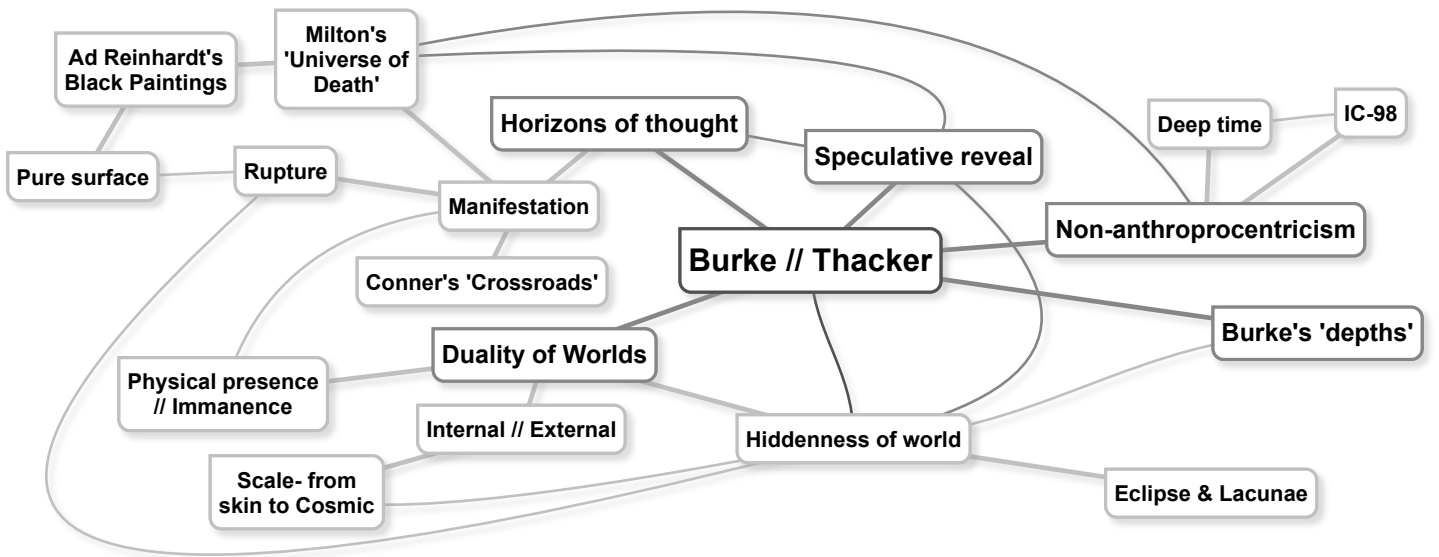 Milton's
'Universe of
Death'
Ad Reinhardt's
Black Paintings
Horizons of thought
Deep time
IC-98
Speculative reveal
Pure surface
Rupture
Manifestation
Non-anthroprocentricism
Burke // Thacker
Conner's 'Crossroads'
Burke's 'depths'
Duality of Worlds
Physical presence
// Immanence
Internal // External
Hiddenness of world
Scale- from
skin to Cosmic
Eclipse & Lacunae